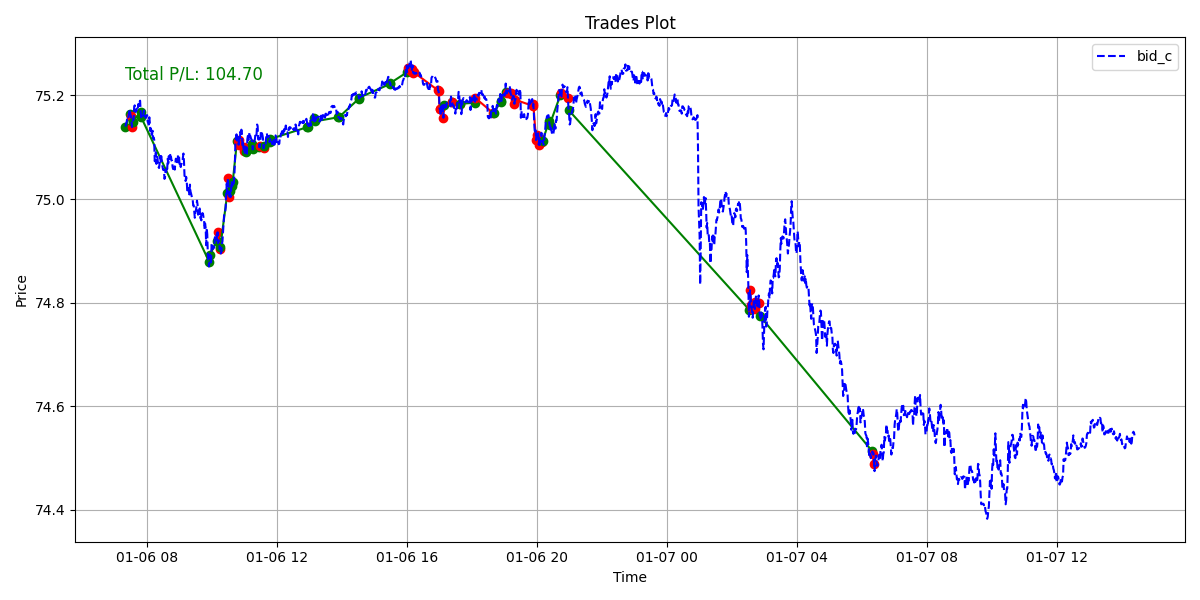 Trades Plot
Total P/L: 104.70
bid_c
75.2
75.0
74.8
74.6
74.4
Price
01-06 08
01-06 12
01-06 16
01-06 20
01-07 00
01-07 04
01-07 08
01-07 12
Time